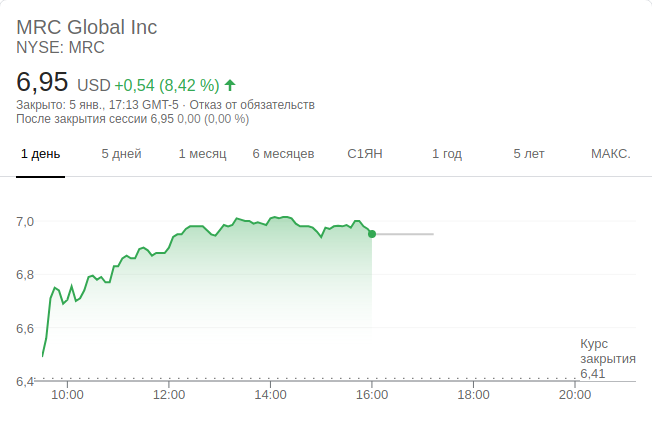 MRC Global Inc
NYSE: MRC
6,95 USD +0,54 (8,42 %)
Закрыто: 5 янв., 17:13 GMT-5 · Отказ от обязательств
После закрытия сессии 6,95 0,00 (0,00 %)
1 день 5 дней 1 месяц 6 месяцев С1ЯН 1 год 5 лет МАКС.
7,0
6,8
6,6
Курс
закрытия
6,41
6,4
10:00 12:00 14:00 16:00 18:00 20:00